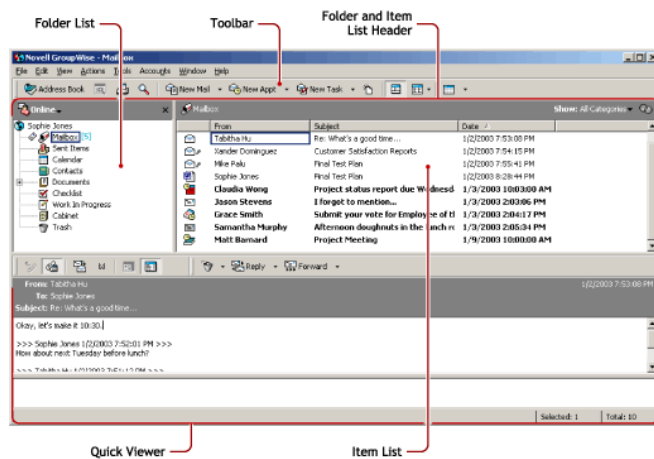 Folder List
Toolbar
Folder and Item
List Header
Novell GroupWise - Mailbox
File Edit View Actions Tools Accounts Window Help
Address Book New Mail New Appt New Task
Online
Mailbox
Show: All Categories
Sophie Jones
Mailbox [5]
Sent Items
Calendar
Contacts
Documents
Checklist
Work In Progress
Cabinet
Trash
From Subject Date
Tabitha Hu Re: What's a good time... 1/2/2003 7:53:08 PM
Xander Dominguez Customer Satisfaction Reports 1/2/2003 7:54:15 PM
Mike Palu Final Test Plan 1/2/2003 7:55:41 PM
Sophie Jones Final Test Plan 1/2/2003 8:28:44 PM
Claudia Wong Project status report due Wednesd 1/3/2003 10:03:00 AM
Jason Stevens I forgot to mention... 1/3/2003 2:03:06 PM
Grace Smith Submit your vote for Employee of tl 1/3/2003 2:04:17 PM
Samantha Murphy Afternoon doughnuts in the lunch rc 1/3/2003 2:05:34 PM
Matt Barnard Project Meeting 1/9/2003 10:00:00 AM
Reply Forward
From: Tabitha Hu 1/2/2003 7:53:08 PM
To: Sophie Jones
Subject: Re: What's a good time...
Okay, let's make it 10:30.
>>> Sophie Jones 1/2/2003 7:52:01 PM >>>
How about next Tuesday before lunch?
>>> Tabitha Hu 1/2/2003 7:51:12 PM >>>
Selected: 1 Total: 10
Quick Viewer
Item List